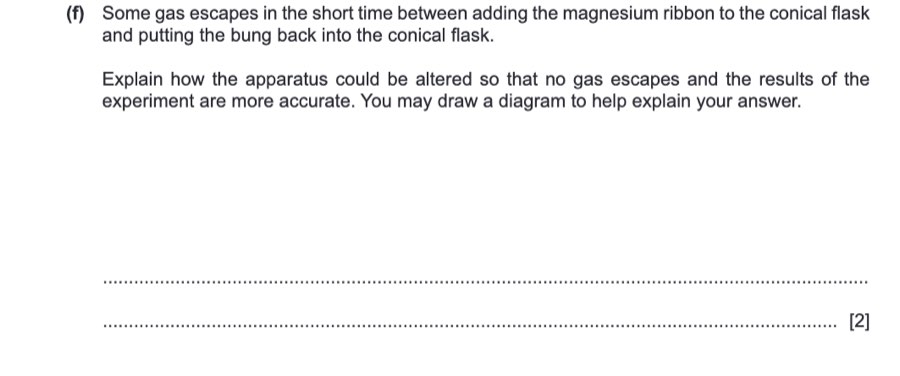 (f) Some gas escapes in the short time between adding the magnesium ribbon to the conical flask
and putting the bung back into the conical flask.
Explain how the apparatus could be altered so that no gas escapes and the results of the
experiment are more accurate. You may draw a diagram to help explain your answer.
[2]